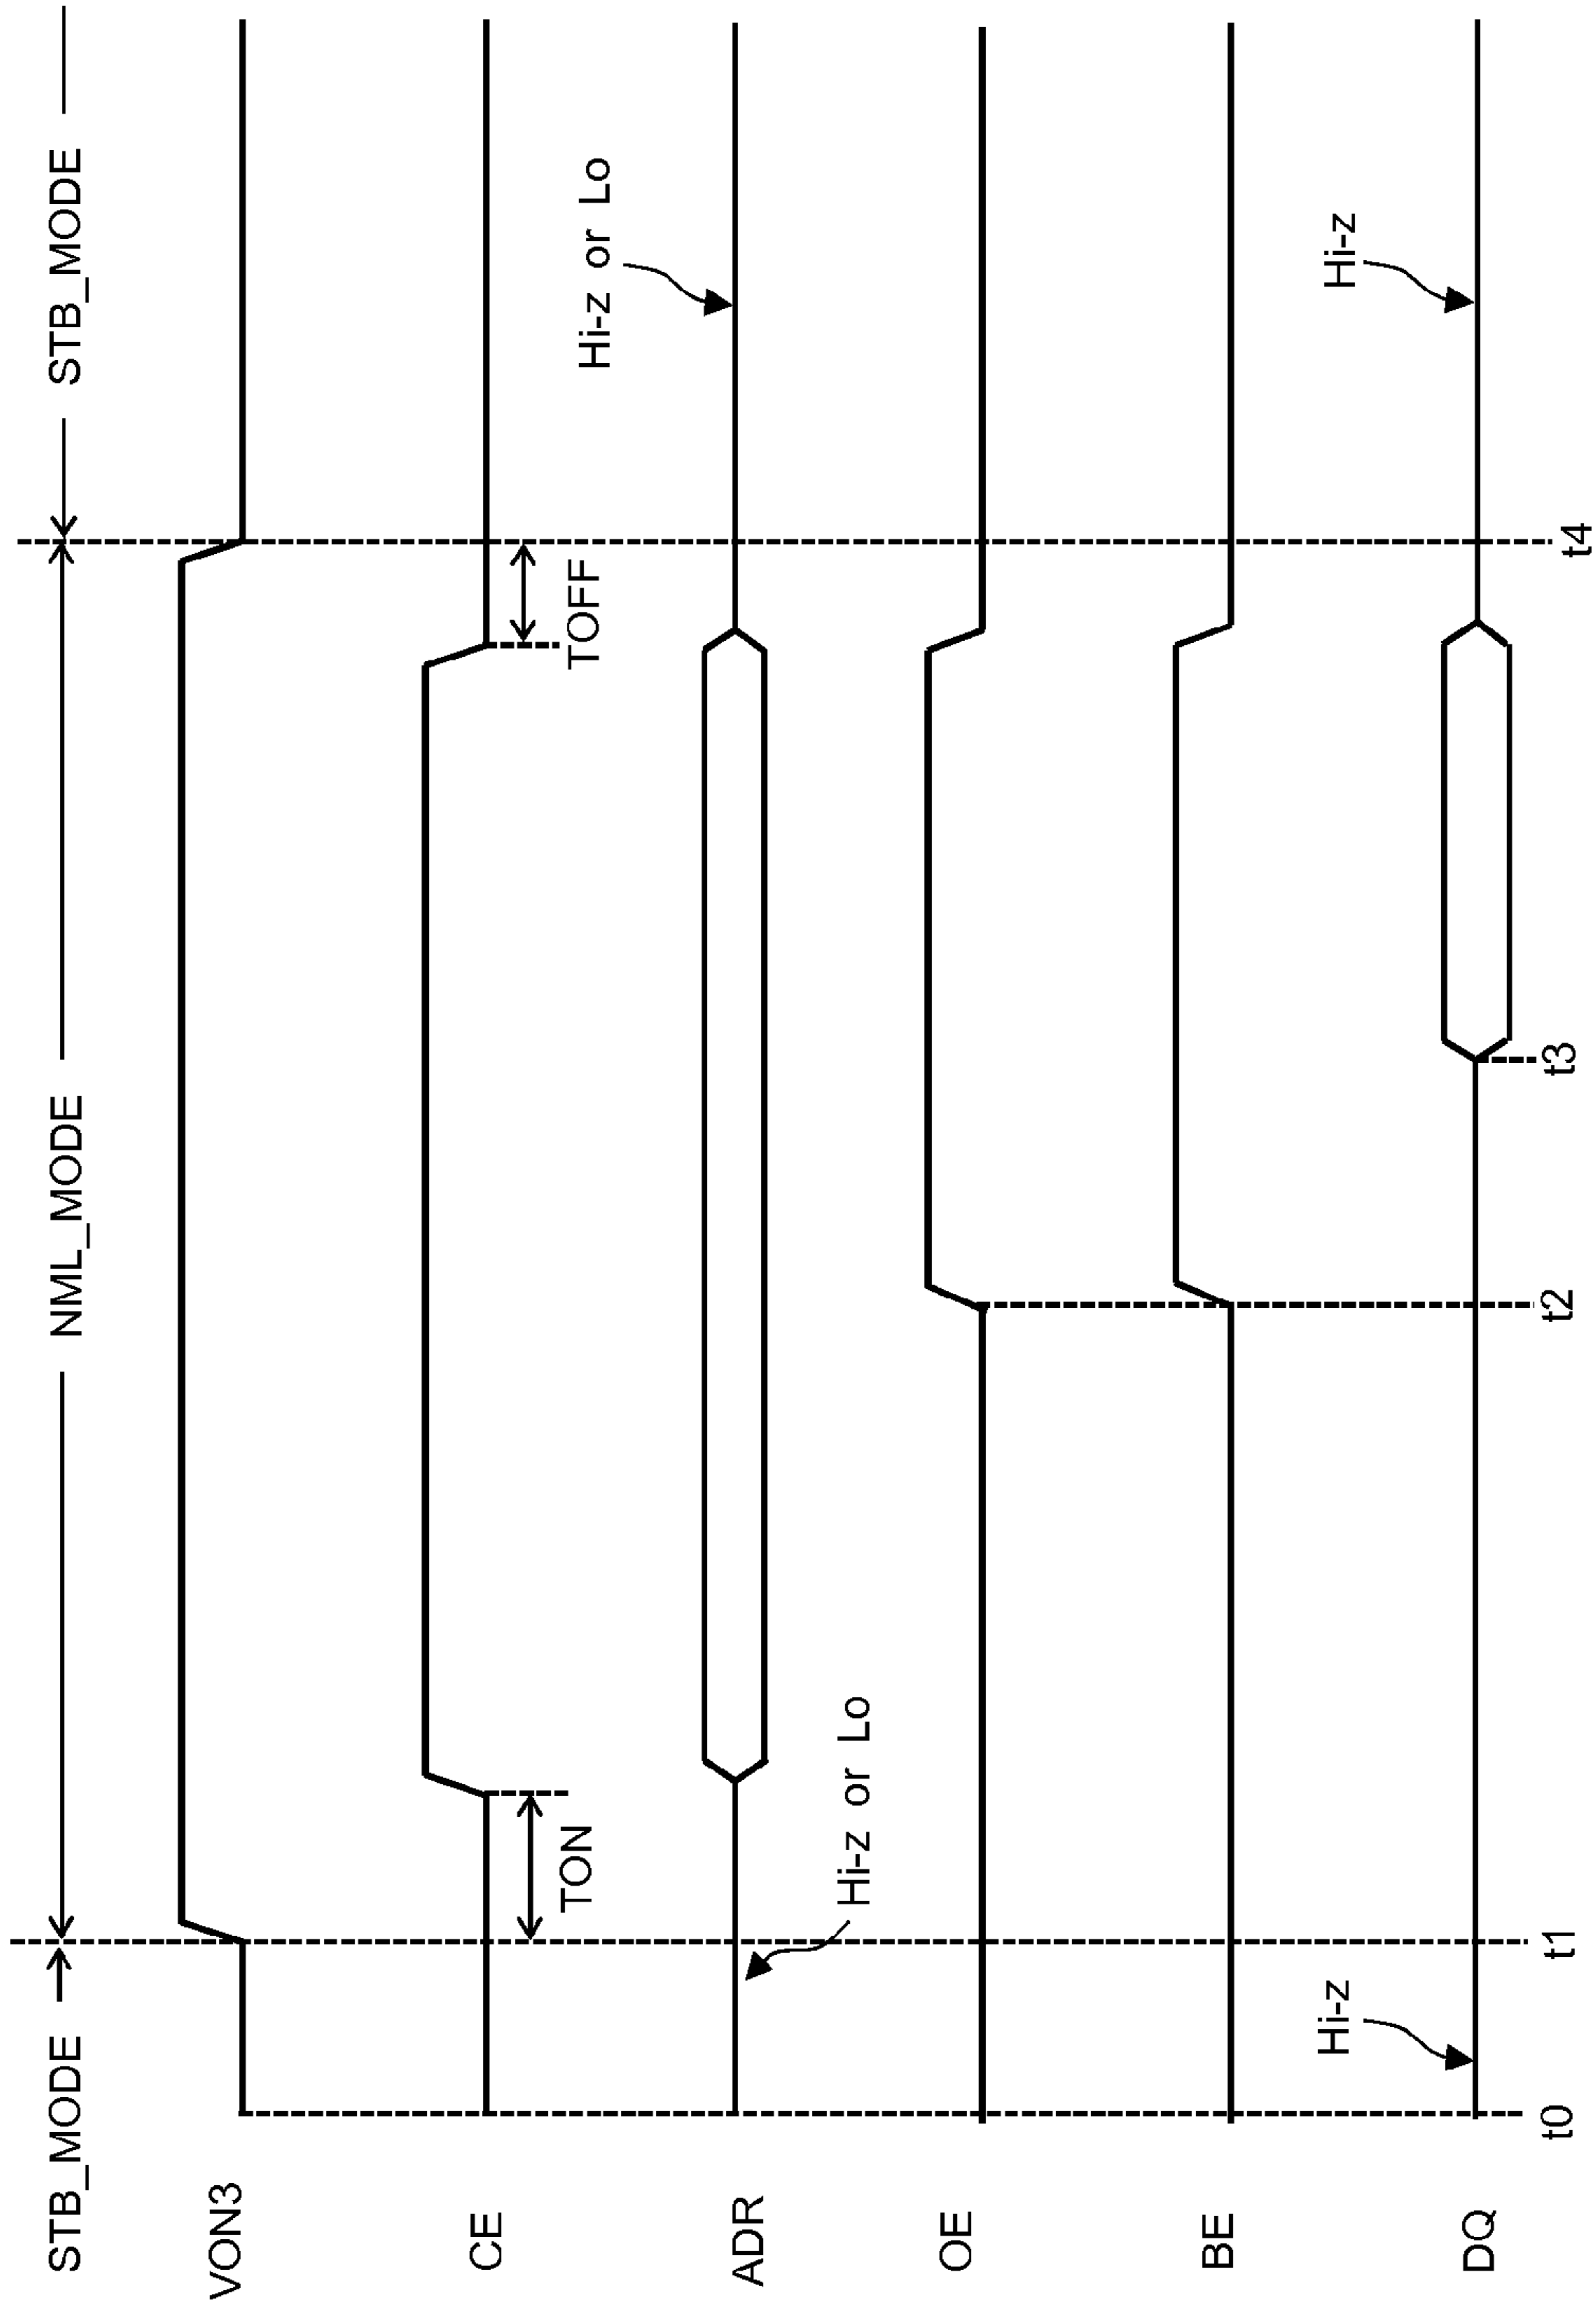 STB_MODE NML_MODE STB_MODE
VON3
CE
TON TOFF
ADR
Hi-z or Lo Hi-z or Lo
OE
BE
DQ
Hi-z Hi-z
t0 t1 t2 t3 t4